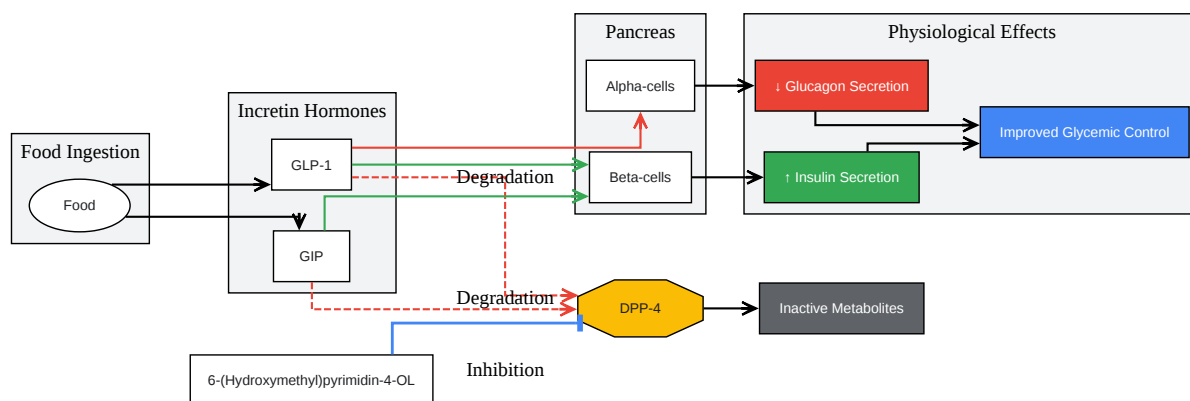 Pancreas
Physiological Effects
Alpha-cells
↓ Glucagon Secretion
Incretin Hormones
Improved Glycemic Control
Food Ingestion
GLP-1
Degradation
Beta-cells
↑ Insulin Secretion
Food
GIP
Degradation
DPP-4
Inactive Metabolites
Inhibition
6-(Hydroxymethyl)pyrimidin-4-OL